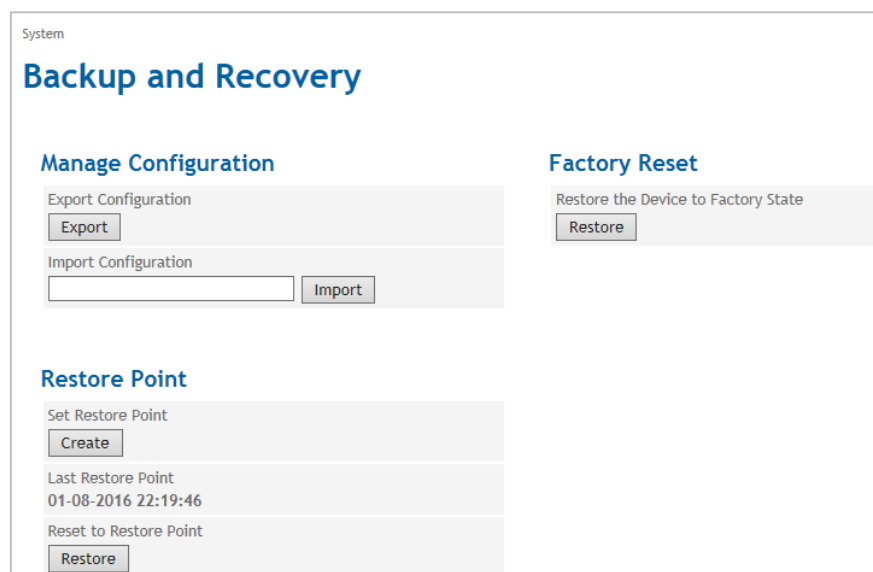 System
Backup and Recovery
Manage Configuration
Export Configuration
Export
Import Configuration
Import
Restore Point
Set Restore Point
Create
Last Restore Point
01-08-2016 22:19:46
Reset to Restore Point
Restore
Factory Reset
Restore the Device to Factory State
Restore